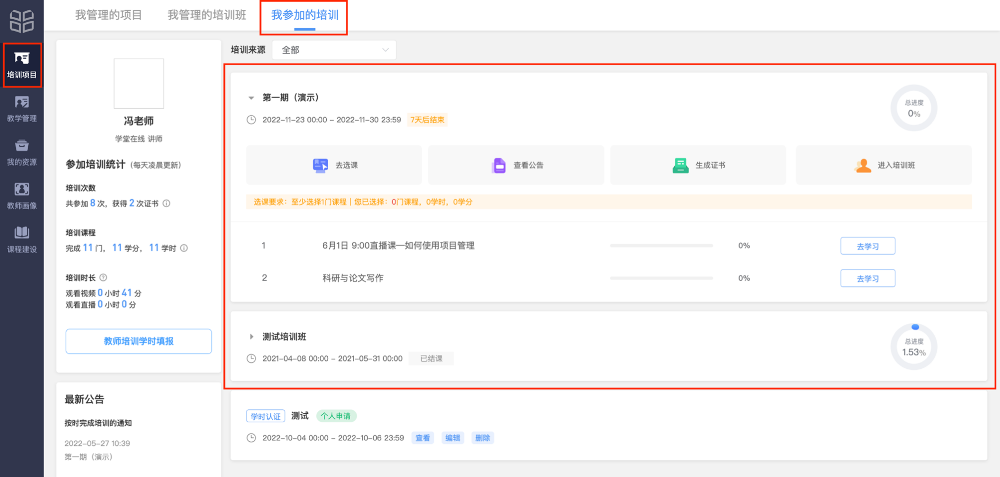 我管理的项目 我管理的培训班 我参加的培训
培训项目
教学管理
我的资源
教师画像
课程建设
冯老师
学堂在线 讲师
参加培训统计（每天凌晨更新）
培训次数
共参加 8 次，获得 2 次证书
培训课程
完成 11 门， 11 学分， 11 学时
培训时长
观看视频 0 小时 41 分
观看直播 0 小时 0 分
教师培训学时填报
最新公告
按时完成培训的通知
2022-05-27 10:39
第一期（演示）
培训来源 全部
第一期（演示）
2022-11-23 00:00 - 2022-11-30 23:59 7天后结束
总进度
0%
去选课 查看公告 生成证书 进入培训班
选课要求：至少选择1门课程｜您已选择：0门课程，0学时，0学分
1 6月1日 9:00直播课—如何使用项目管理 0% 去学习
2 科研与论文写作 0% 去学习
测试培训班
2021-04-08 00:00 - 2021-05-31 00:00 已结课
总进度
1.53%
学时认证 测试 个人申请
2022-10-04 00:00 - 2022-10-06 23:59 查看 编辑 删除